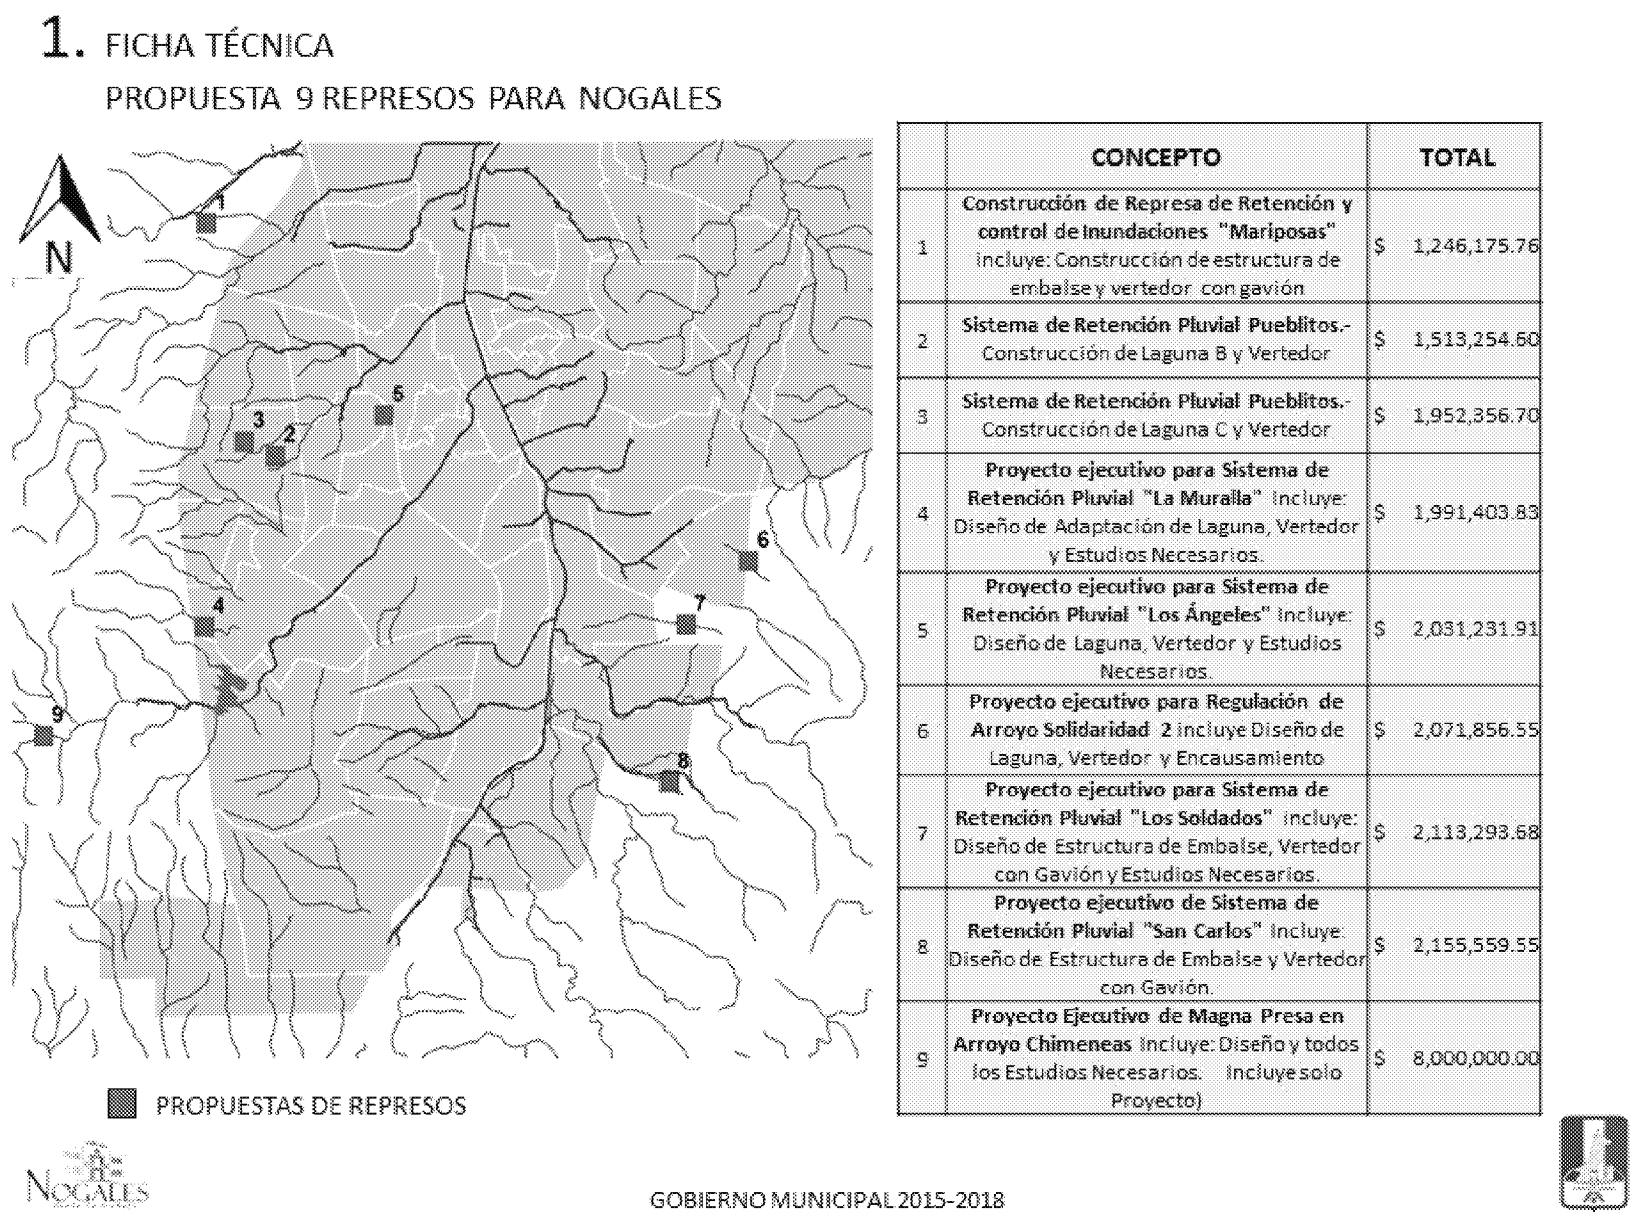 1. FICHA TÉCNICA
PROPUESTA 9 REPRESOS PARA NOGALES
N
1
5
3
2
6
4
7
9
8
PROPUESTAS DE REPRESOS
CONCEPTO TOTAL
Construcción de Represa de Retención y
control de Inundaciones "Mariposas"
1 $ 1,246,175.76
incluye: Construcción de estructura de
embalse y vertedor con gavión
Sistema de Retención Pluvial Pueblitos.-
2 $ 1,513,254.60
Construcción de Laguna B y Vertedor
Sistema de Retención Pluvial Pueblitos.-
3 $ 1,952,356.70
Construcción de Laguna C y Vertedor
Proyecto ejecutivo para Sistema de
Retención Pluvial "La Muralla" Incluye:
4 $ 1,991,403.83
Diseño de Adaptación de Laguna, Vertedor
y Estudios Necesarios.
Proyecto ejecutivo para Sistema de
Retención Pluvial "Los Ángeles" Incluye:
5 $ 2,031,231.91
Diseño de Laguna, Vertedor y Estudios
Necesarios.
Proyecto ejecutivo para Regulación de
6 Arroyo Solidaridad 2 incluye Diseño de $ 2,071,856.55
Laguna, Vertedor y Encausamiento
Proyecto ejecutivo para Sistema de
Retención Pluvial "Los Soldados" incluye:
7 $ 2,113,293.68
Diseño de Estructura de Embalse, Vertedor
con Gavión y Estudios Necesarios.
Proyecto ejecutivo de Sistema de
Retención Pluvial "San Carlos" Incluye:
8 $ 2,155,559.55
Diseño de Estructura de Embalse y Vertedor
con Gavión.
Proyecto Ejecutivo de Magna Presa en
Arroyo Chimeneas Incluye: Diseño y todos
9 $ 8,000,000.00
los Estudios Necesarios. Incluye solo
Proyecto)
NOGALES
GOBIERNO MUNICIPAL 2015-2018